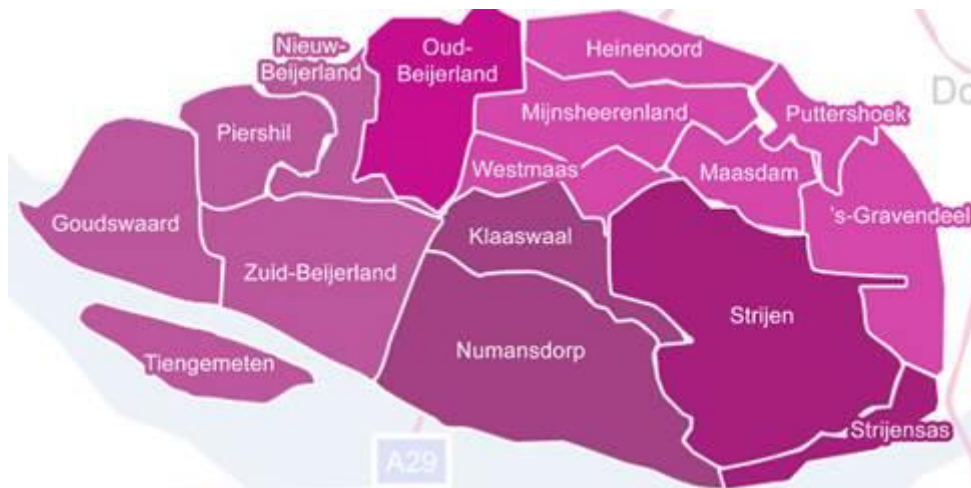 Nieuw-
Beijerland
Oud-
Beijerland
Heinenoord
Do
Piershil
Mijnsheerenland
Puttershoek
Westmaas
Maasdam
Goudswaard
's-Gravendeel
Klaaswaal
Zuid-Beijerland
Strijen
Numansdorp
Tiengemeten
Strijensas
A29